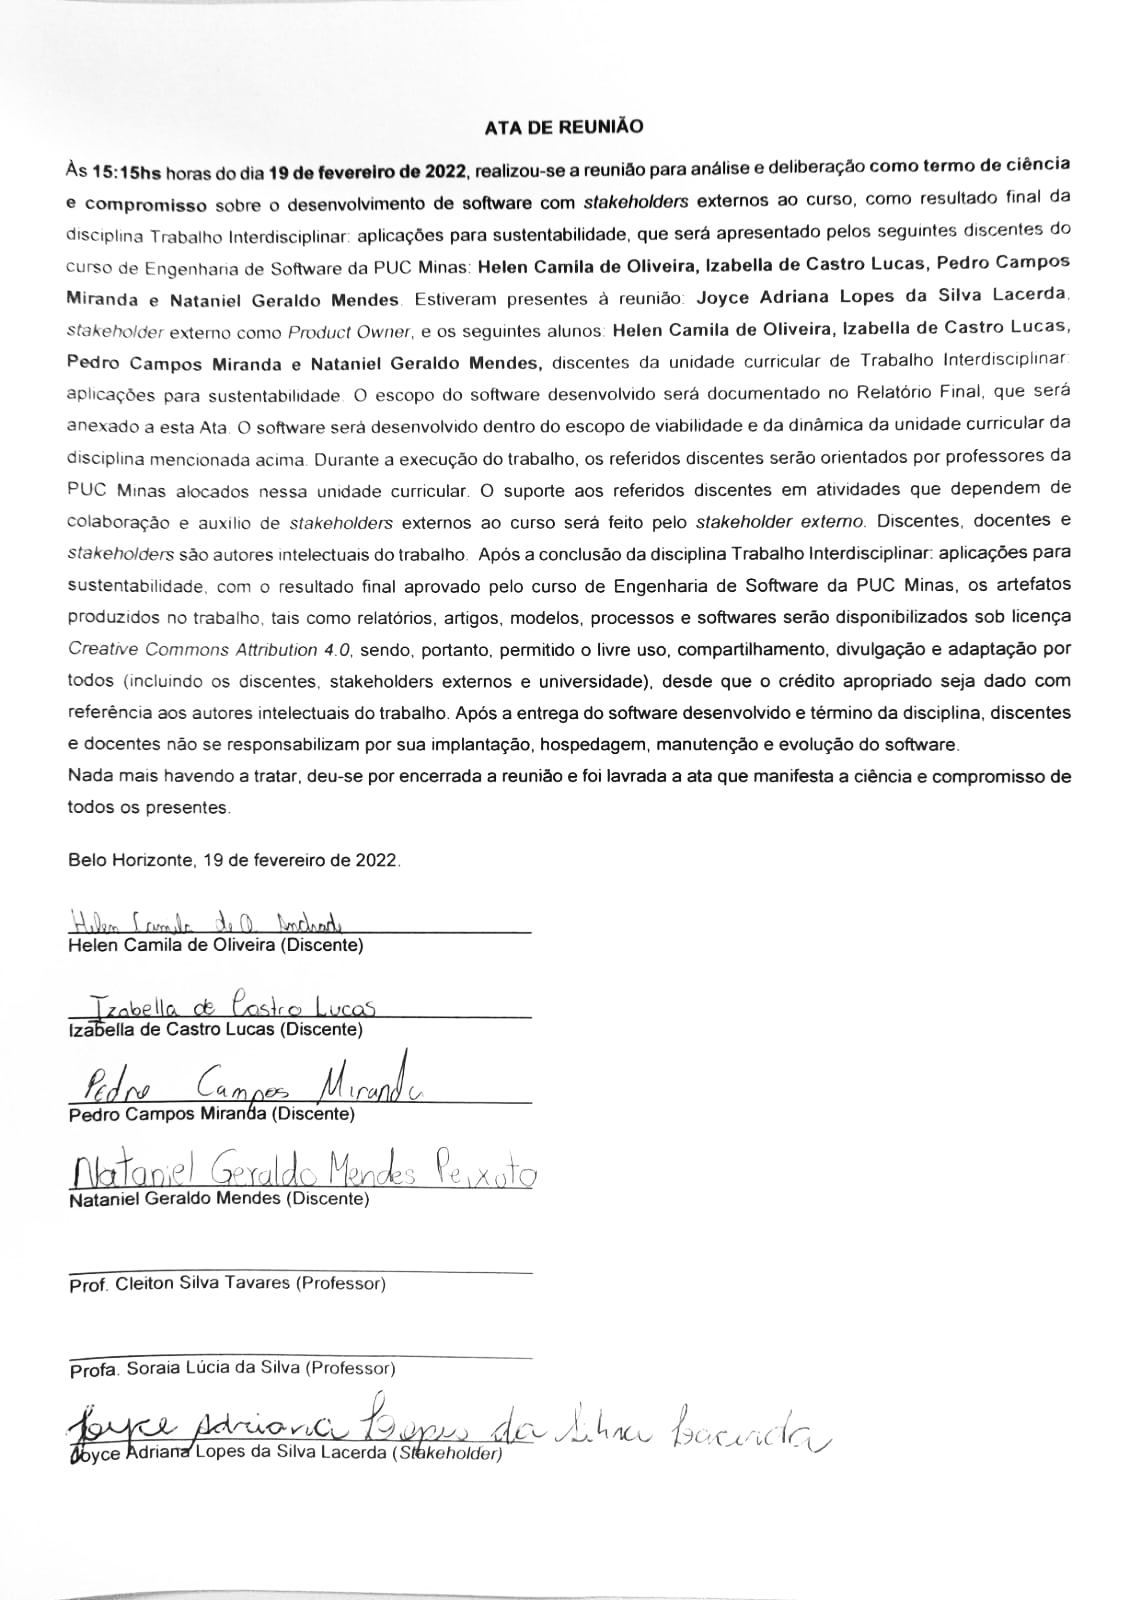 ATA DE REUNIÃO
Às 15:15hs horas do dia 19 de fevereiro de 2022, realizou-se a reunião para análise e deliberação como termo de ciência
e compromisso sobre o desenvolvimento de software com stakeholders externos ao curso, como resultado final da
disciplina Trabalho Interdisciplinar: aplicações para sustentabilidade, que será apresentado pelos seguintes discentes do
curso de Engenharia de Software da PUC Minas: Helen Camila de Oliveira, Izabella de Castro Lucas, Pedro Campos
Miranda e Nataniel Geraldo Mendes. Estiveram presentes à reunião: Joyce Adriana Lopes da Silva Lacerda,
stakeholder externo como Product Owner, e os seguintes alunos: Helen Camila de Oliveira, Izabella de Castro Lucas,
Pedro Campos Miranda e Nataniel Geraldo Mendes, discentes da unidade curricular de Trabalho Interdisciplinar:
aplicações para sustentabilidade. O escopo do software desenvolvido será documentado no Relatório Final, que será
anexado a esta Ata. O software será desenvolvido dentro do escopo de viabilidade e da dinâmica da unidade curricular da
disciplina mencionada acima. Durante a execução do trabalho, os referidos discentes serão orientados por professores da
PUC Minas alocados nessa unidade curricular. O suporte aos referidos discentes em atividades que dependem de
colaboração e auxílio de stakeholders externos ao curso será feito pelo stakeholder externo. Discentes, docentes e
stakeholders são autores intelectuais do trabalho. Após a conclusão da disciplina Trabalho Interdisciplinar: aplicações para
sustentabilidade, com o resultado final aprovado pelo curso de Engenharia de Software da PUC Minas, os artefatos
produzidos no trabalho, tais como relatórios, artigos, modelos, processos e softwares serão disponibilizados sob licença
Creative Commons Attribution 4.0, sendo, portanto, permitido o livre uso, compartilhamento, divulgação e adaptação por
todos (incluindo os discentes, stakeholders externos e universidade), desde que o crédito apropriado seja dado com
referência aos autores intelectuais do trabalho. Após a entrega do software desenvolvido e término da disciplina, discentes
e docentes não se responsabilizam por sua implantação, hospedagem, manutenção e evolução do software.
Nada mais havendo a tratar, deu-se por encerrada a reunião e foi lavrada a ata que manifesta a ciência e compromisso de
todos os presentes.
Belo Horizonte, 19 de fevereiro de 2022.
Helen Camila de O. Andrade
Helen Camila de Oliveira (Discente)
Izabella de Castro Lucas
Izabella de Castro Lucas (Discente)
Pedro Campos Miranda
Pedro Campos Miranda (Discente)
Nataniel Geraldo Mendes Peixoto
Nataniel Geraldo Mendes (Discente)
Prof. Cleiton Silva Tavares (Professor)
Profa. Soraia Lúcia da Silva (Professor)
Joyce Adriana Lopes da Silva Lacerda
Joyce Adriana Lopes da Silva Lacerda (Stakeholder)